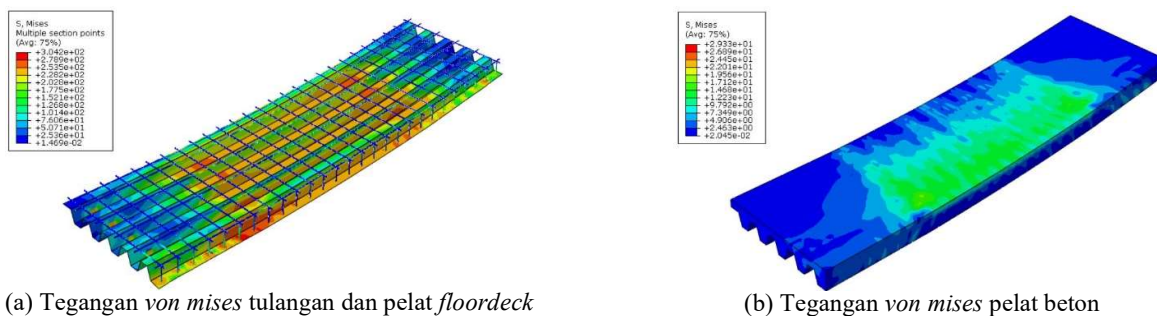 S, Mises
Multiple section points
(Avg: 75%)
+3.042e+02
+2.789e+02
+2.535e+02
+2.282e+02
+2.028e+02
+1.775e+02
+1.521e+02
+1.268e+02
+1.014e+02
+7.606e+01
+5.071e+01
+2.536e+01
+1.469e-02
S, Mises
(Avg: 75%)
+2.933e+01
+2.689e+01
+2.445e+01
+2.201e+01
+1.956e+01
+1.712e+01
+1.468e+01
+1.223e+01
+9.792e+00
+7.349e+00
+4.906e+00
+2.463e+00
+2.045e-02
(a) Tegangan von mises tulangan dan pelat floordeck
(b) Tegangan von mises pelat beton